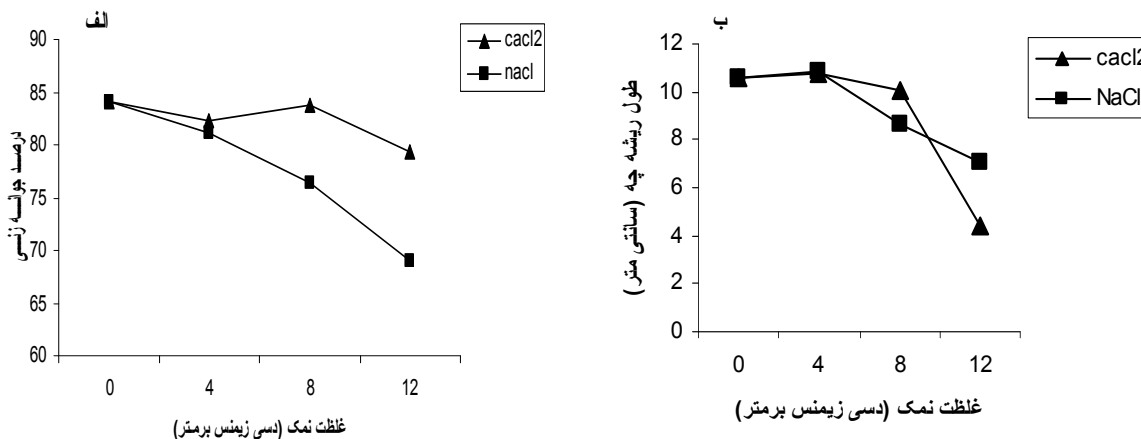 الف
90
85
80
75
70
65
60
درصد جوانه زنی
0 4 8 12
غلظت نمک (دسی زیمنس برمتر)
cacl2
nacl
ب
12
10
8
6
4
2
0
طول ریشه چه (سانتی متر)
0 4 8 12
غلظت نمک (دسی زیمنس برمتر)
cacl2
NaCl